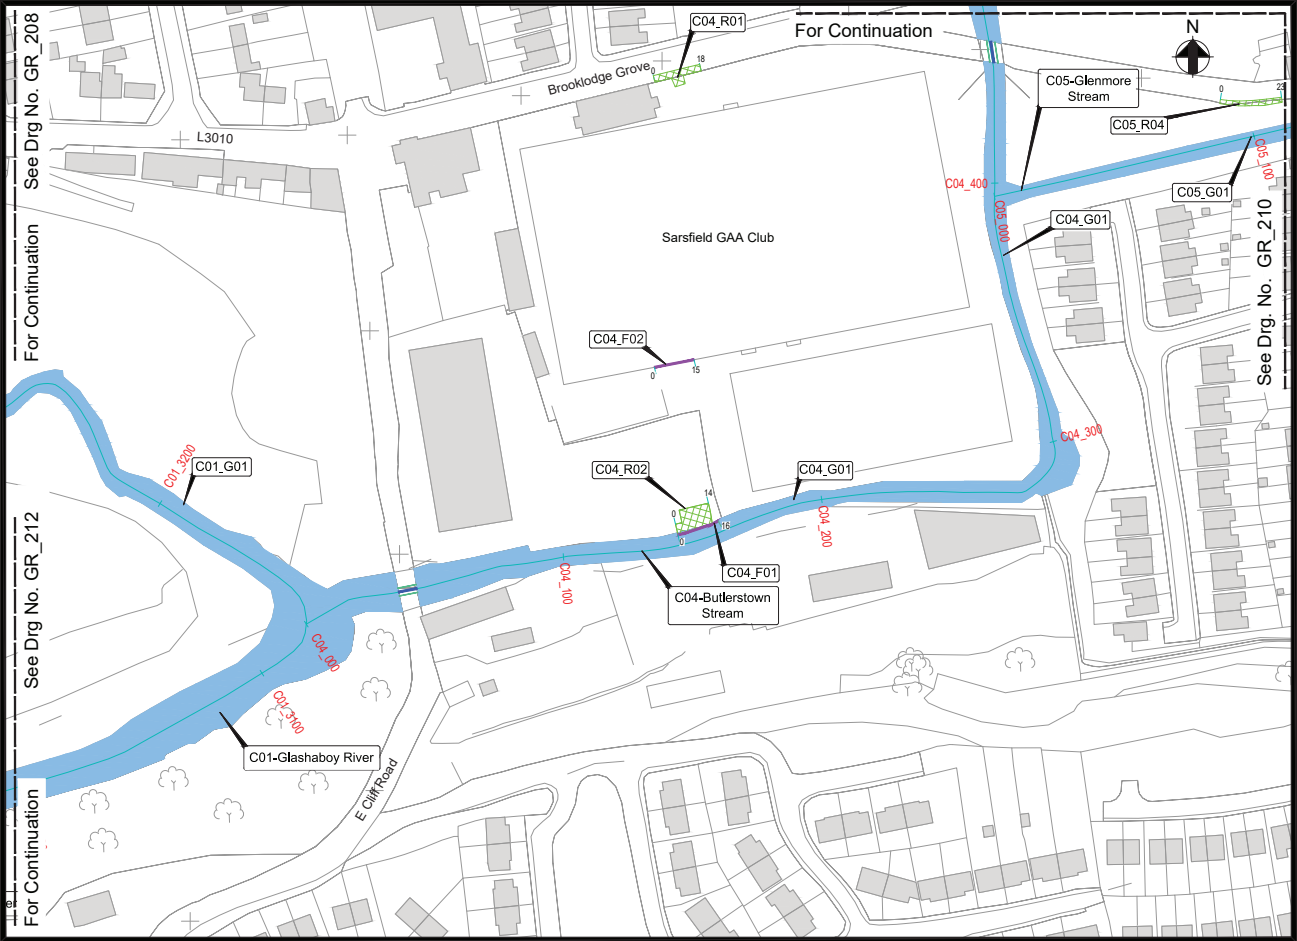 See Drg No. GR_208
For Continuation
For Continuation
N
C04_R01
0
18
Brooklodge Grove
L3010
C05-Glenmore
Stream
0
23
C05_R04
C05_100
C05_G01
C04_400
C05_000
C04_G01
Sarsfield GAA Club
See Drg. No. GR_210
C04_F02
0
15
C04_300
C01_3200
C01_G01
C04_R02
14
0
C04_G01
16
0
C04_200
C04_F01
C04_100
C04-Butlerstown
Stream
See Drg No. GR_212
For Continuation
C04_000
C01_3100
C01-Glashaboy River
E Cliff Road
er